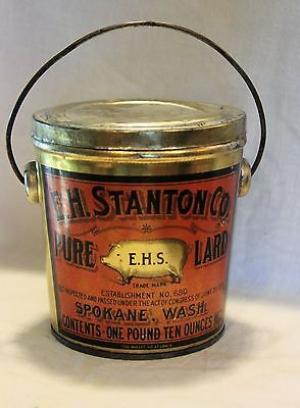 E.H. STANTON CO.
PURE LARD
E.H.S.
TRADE MARK
ESTABLISHMENT NO. 680
INSPECTED AND PASSED UNDER THE ACT OF CONGRESS OF JUNE 30
SPOKANE, WASH.
CONTENTS-ONE POUND TEN OUNCES